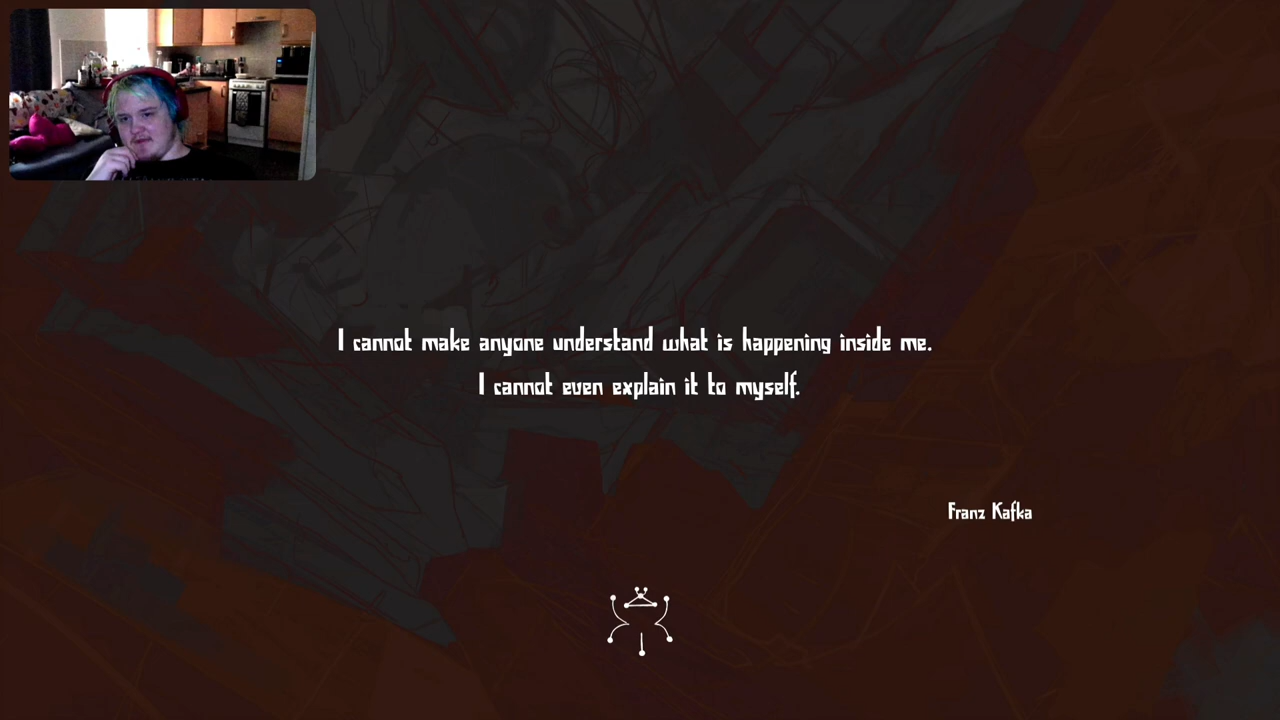 I cannot make anyone understand what is happening inside me.
I cannot even explain it to myself.
Franz Kafka